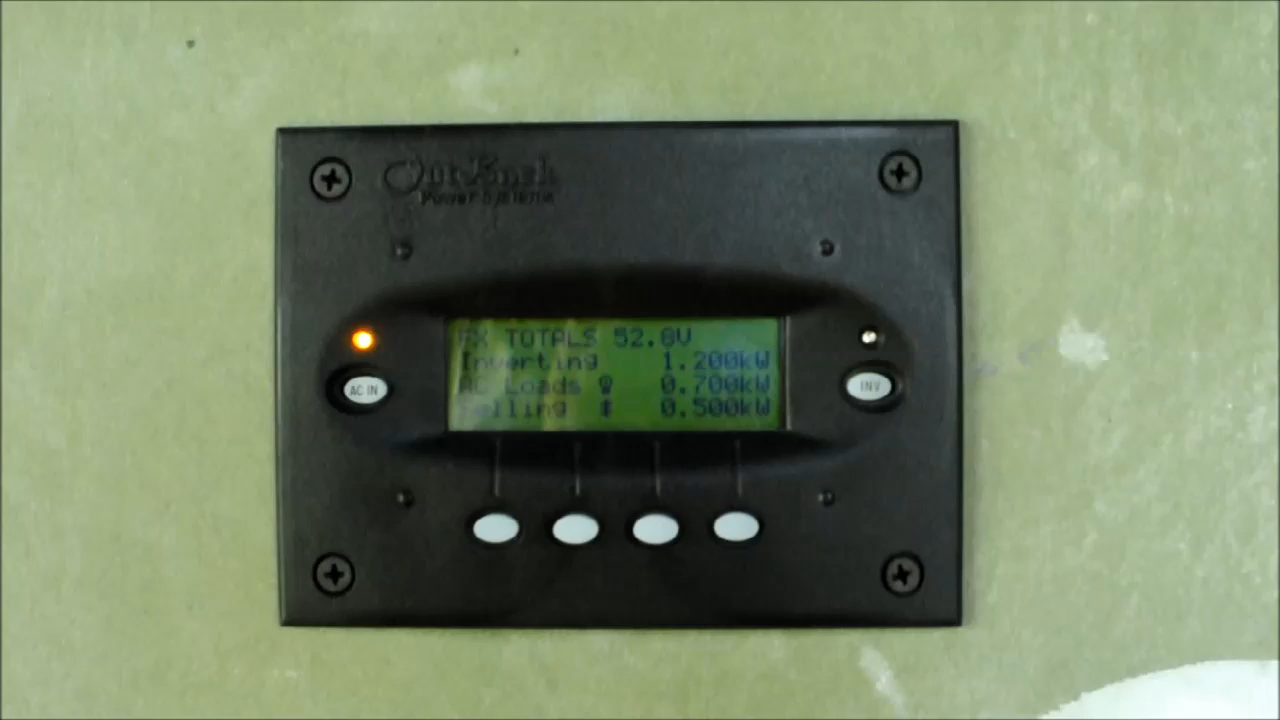 OutBack
Power Systems
FX TOTALS 52.8V
Inverting 1.200kW
AC Loads 0.700kW
Selling 0.500kW
AC IN
INV